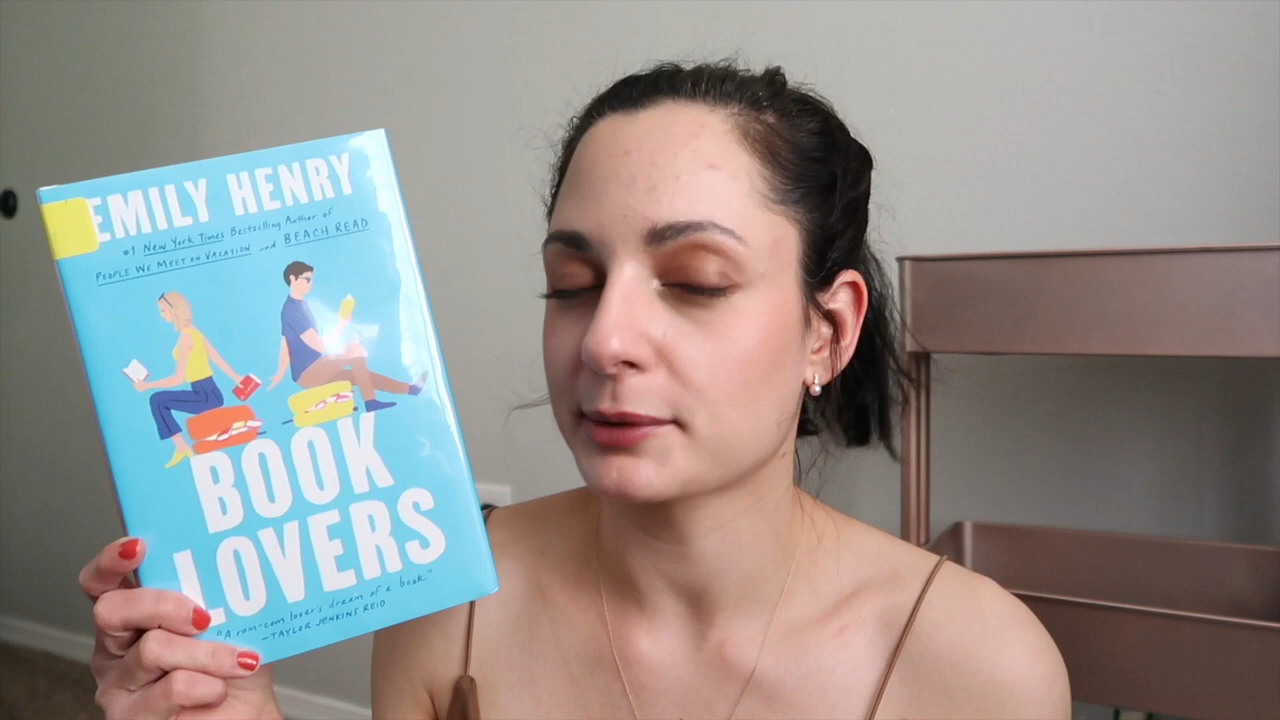 EMILY HENRY
#1 New York Times Bestselling Author of
PEOPLE WE MEET ON VACATION and BEACH READ
BOOK
LOVERS
"A rom-com lover's dream of a book."
—TAYLOR JENKINS REID